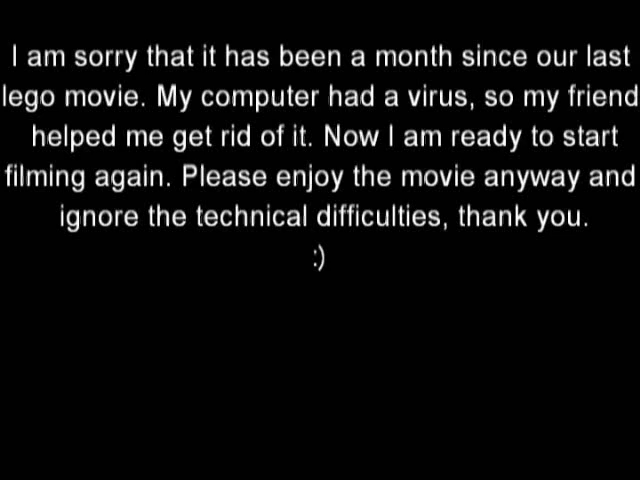 I am sorry that it has been a month since our last
lego movie. My computer had a virus, so my friend
helped me get rid of it. Now I am ready to start
filming again. Please enjoy the movie anyway and
ignore the technical difficulties, thank you.
:)